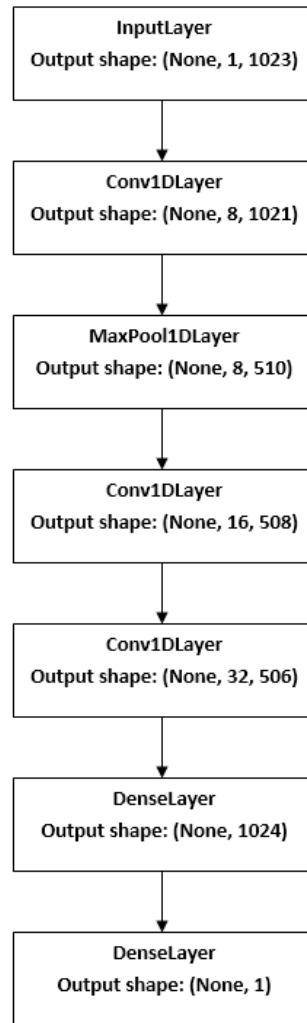 InputLayer
Output shape: (None, 1, 1023)
Conv1DLayer
Output shape: (None, 8, 1021)
MaxPool1DLayer
Output shape: (None, 8, 510)
Conv1DLayer
Output shape: (None, 16, 508)
Conv1DLayer
Output shape: (None, 32, 506)
DenseLayer
Output shape: (None, 1024)
DenseLayer
Output shape: (None, 1)